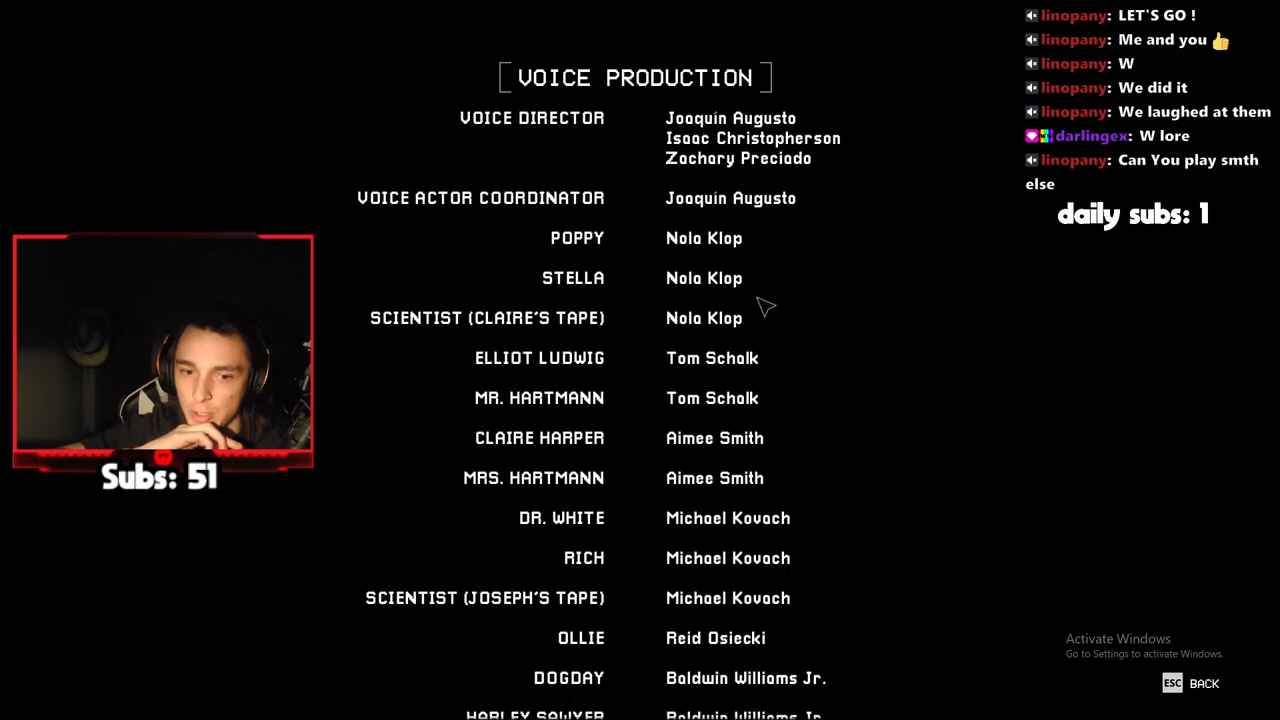 [VOICE PRODUCTION]
VOICE DIRECTOR Joaquín Augusto
Isaac Christopherson
Zachary Preciado
VOICE ACTOR COORDINATOR Joaquín Augusto
POPPY Nola Klop
STELLA Nola Klop
SCIENTIST (CLAIRE'S TAPE) Nola Klop
ELLIOT LUDWIG Tom Schalk
MR. HARTMANN Tom Schalk
CLAIRE HARPER Aimee Smith
MRS. HARTMANN Aimee Smith
DR. WHITE Michael Kovach
RICH Michael Kovach
SCIENTIST (JOSEPH'S TAPE) Michael Kovach
OLLIE Reid Osiecki
DOGDAY Baldwin Williams Jr.
HARLEY SAWYER Baldwin Williams Jr.
linopany: LET'S GO !
linopany: Me and you 👍
linopany: W
linopany: We did it
linopany: We laughed at them
darlingex: W lore
linopany: Can You play smth
else
daily subs: 1
Subs: 51
Activate Windows
Go to Settings to activate Windows.
ESC BACK